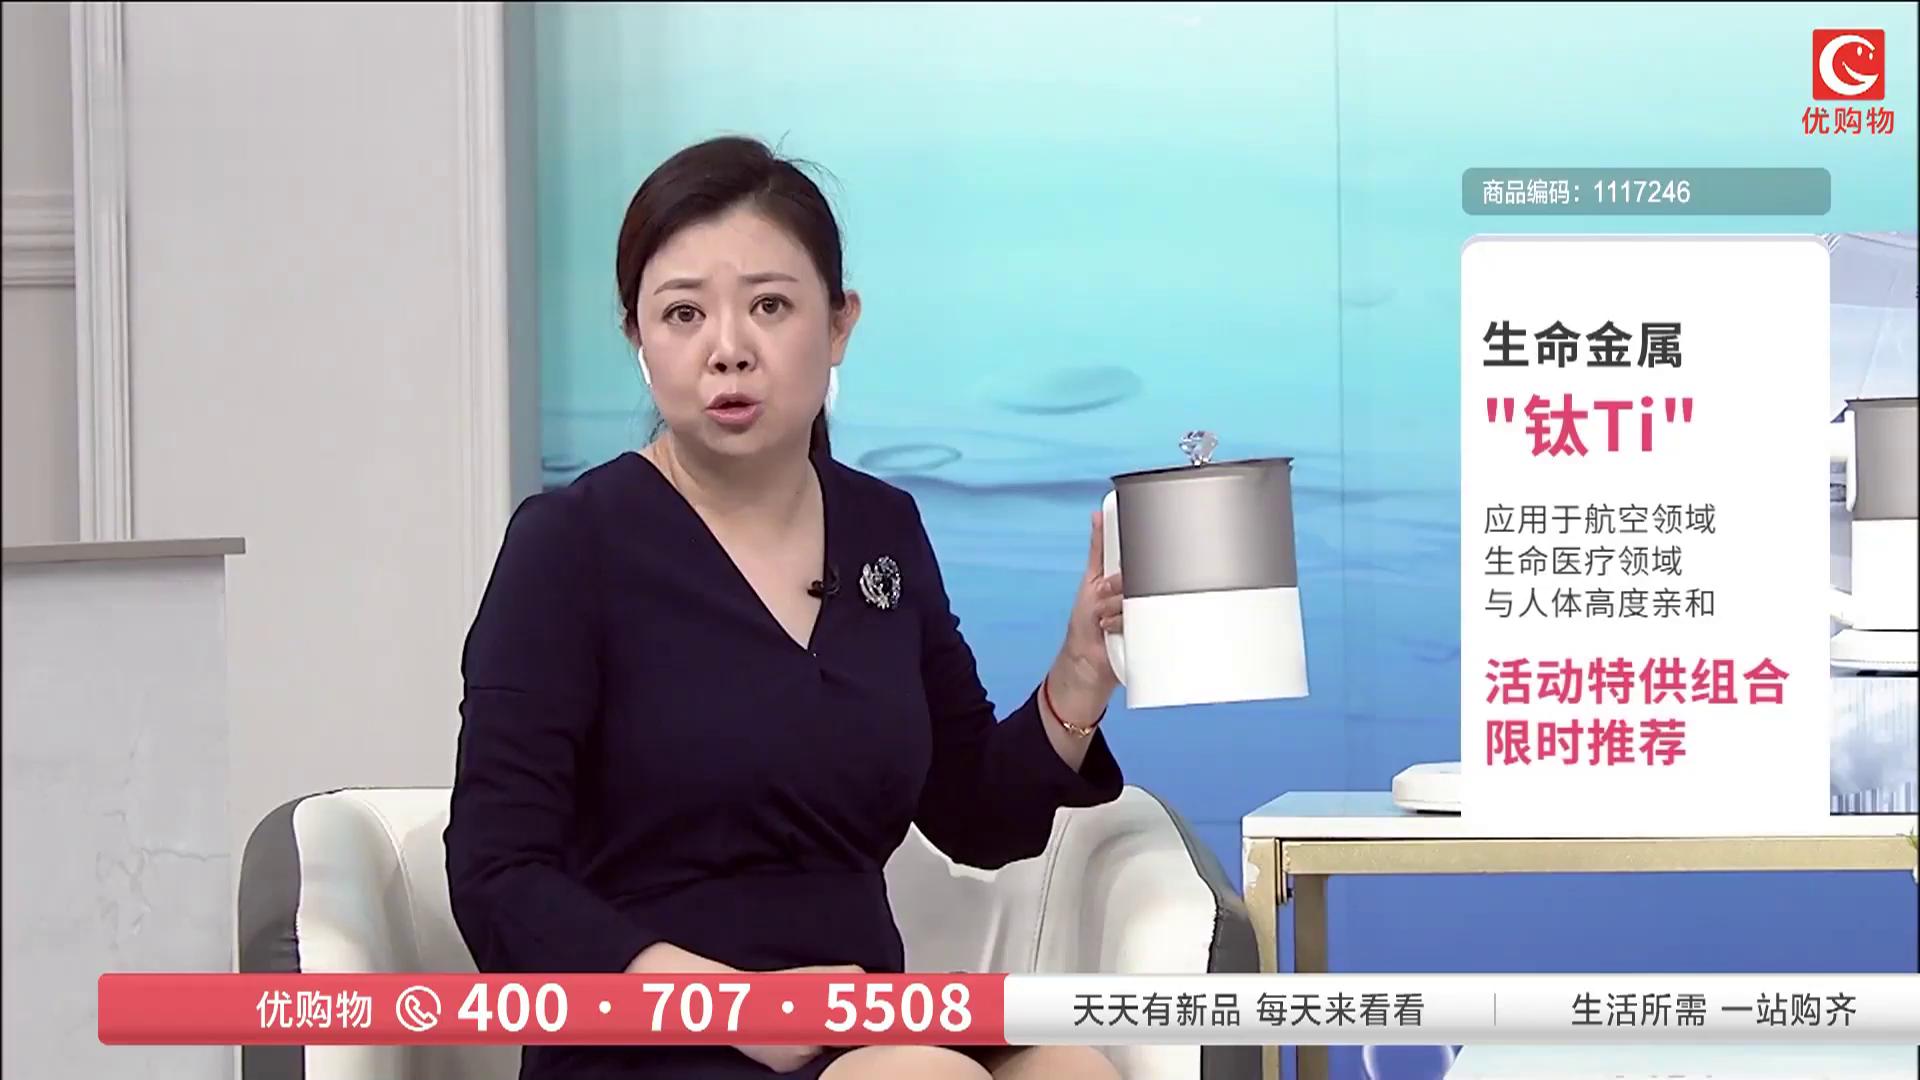 优购物
商品编码：1117246
生命金属
"钛Ti"
应用于航空领域
生命医疗领域
与人体高度亲和
活动特供组合
限时推荐
优购物 400·707·5508
天天有新品 每天来看看
生活所需 一站购齐